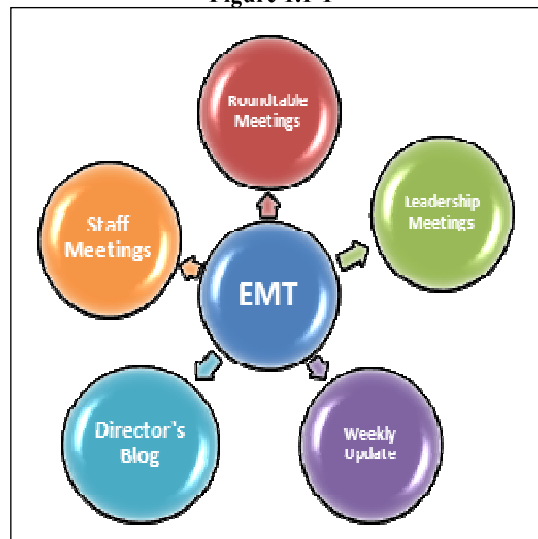 Roundtable
Meetings
Leadership
Meetings
Staff
Meetings
EMT
Director's
Blog
Weekly
Update